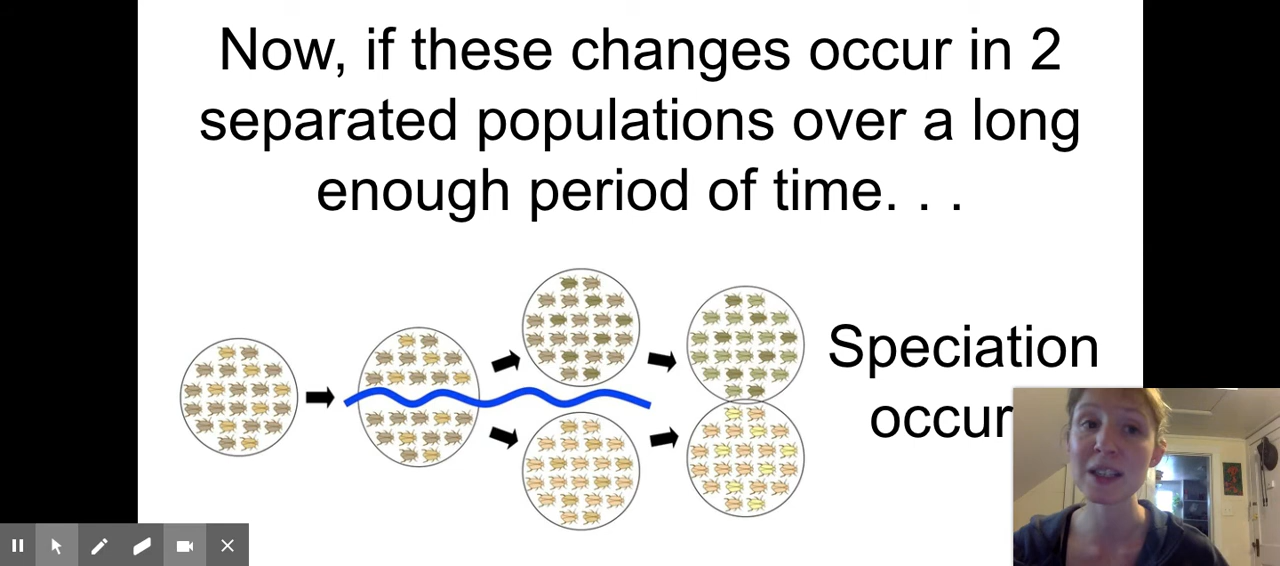 Now, if these changes occur in 2
separated populations over a long
enough period of time. . .
Speciation
occur